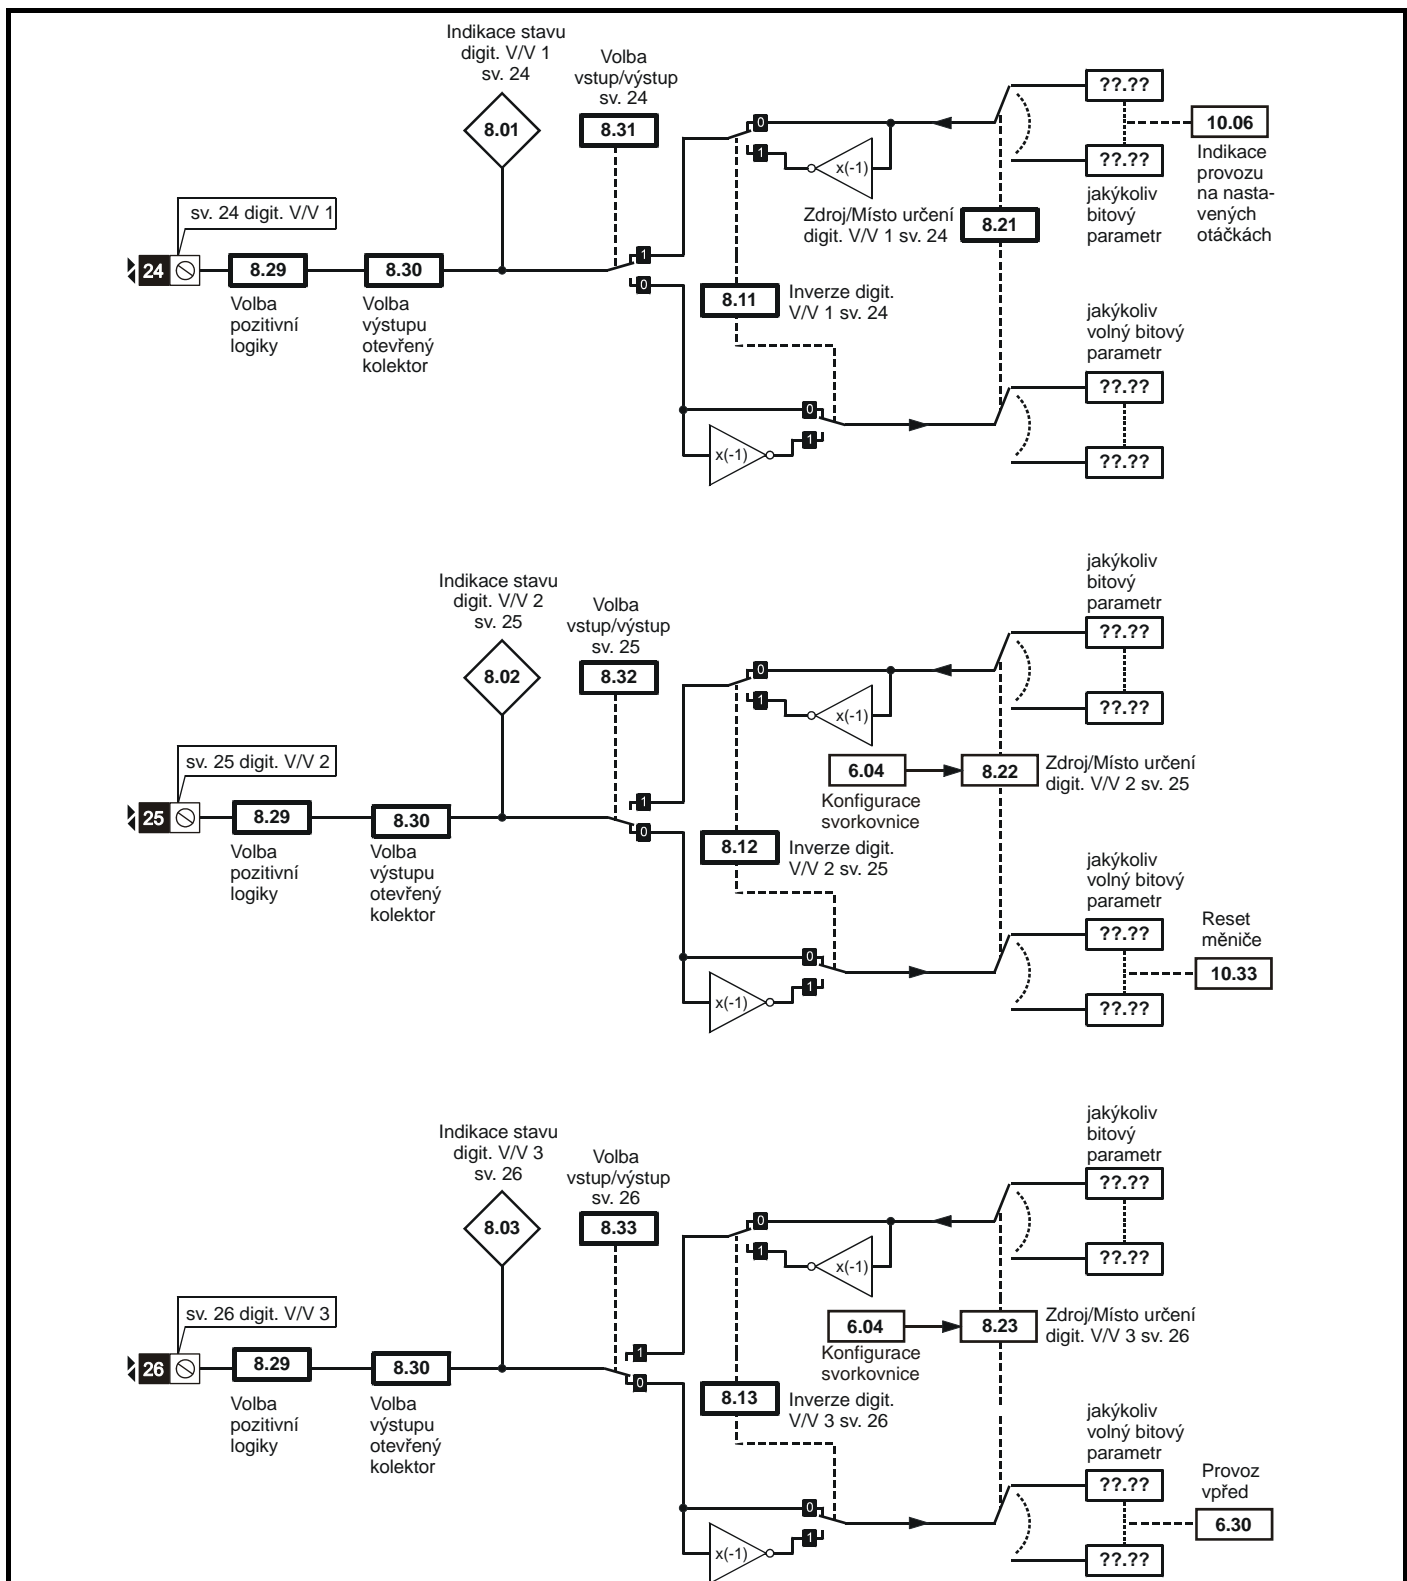 Indikace stavu
digit. V/V 1
sv. 24
8.01
Volba
vstup/výstup
sv. 24
8.31
0
1
x(-1)
??.??
??.??
10.06
Indikace
provozu
na nasta-
vených
otáčkách
jakýkoliv
bitový
parametr
Zdroj/Místo určení
digit. V/V 1 sv. 24
8.21
sv. 24 digit. V/V 1
24
8.29
Volba
pozitivní
logiky
8.30
Volba
výstupu
otevřený
kolektor
1
0
8.11
Inverze digit.
V/V 1 sv. 24
jakýkoliv
volný bitový
parametr
??.??
??.??
0
1
x(-1)
Indikace stavu
digit. V/V 2
sv. 25
8.02
Volba
vstup/výstup
sv. 25
8.32
0
1
x(-1)
jakýkoliv
bitový
parametr
??.??
??.??
6.04
Konfigurace
svorkovnice
8.22
Zdroj/Místo určení
digit. V/V 2 sv. 25
sv. 25 digit. V/V 2
25
8.29
Volba
pozitivní
logiky
8.30
Volba
výstupu
otevřený
kolektor
1
0
8.12
Inverze digit.
V/V 2 sv. 25
jakýkoliv
volný bitový
parametr
??.??
??.??
Reset
měniče
10.33
0
1
x(-1)
Indikace stavu
digit. V/V 3
sv. 26
8.03
Volba
vstup/výstup
sv. 26
8.33
0
1
x(-1)
jakýkoliv
bitový
parametr
??.??
??.??
6.04
Konfigurace
svorkovnice
8.23
Zdroj/Místo určení
digit. V/V 3 sv. 26
sv. 26 digit. V/V 3
26
8.29
Volba
pozitivní
logiky
8.30
Volba
výstupu
otevřený
kolektor
1
0
8.13
Inverze digit.
V/V 3 sv. 26
jakýkoliv
volný bitový
parametr
??.??
??.??
Provoz
vpřed
6.30
0
1
x(-1)